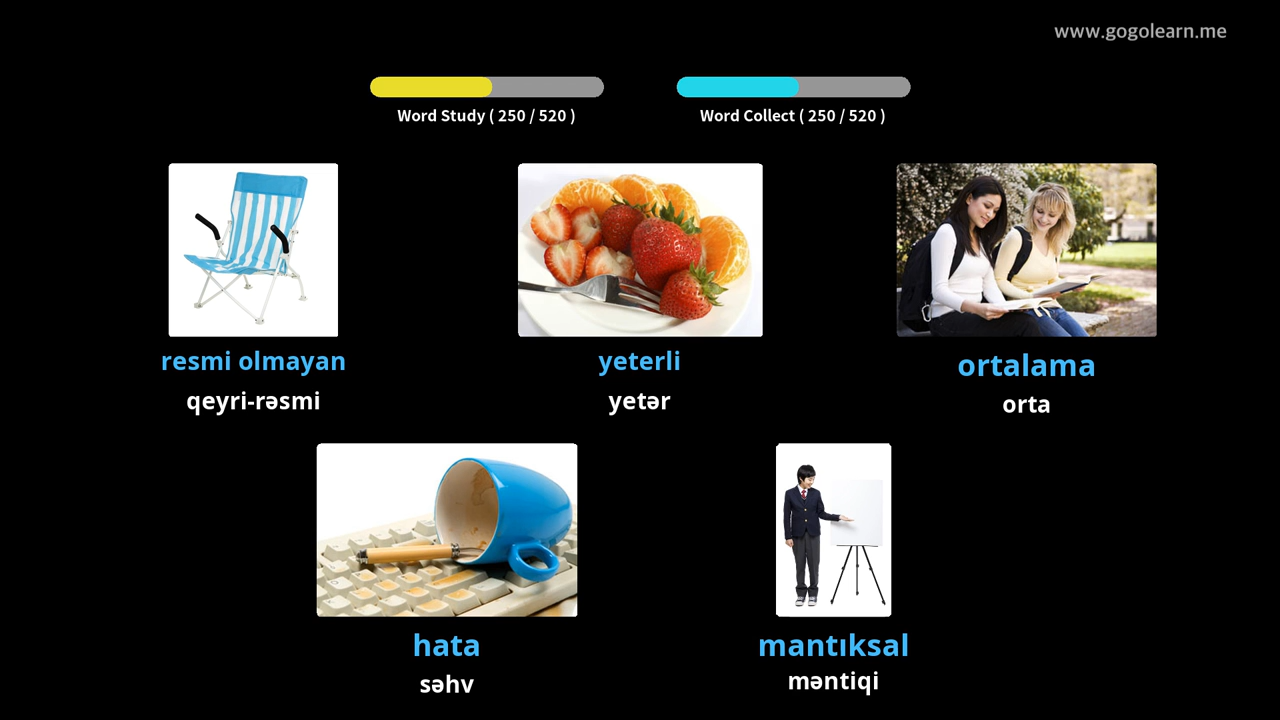 www.gogolearn.me
Word Study ( 250 / 520 )
Word Collect ( 250 / 520 )
resmi olmayan
qeyri-rəsmi
yeterli
yetər
ortalama
orta
hata
səhv
mantıksal
məntiqi